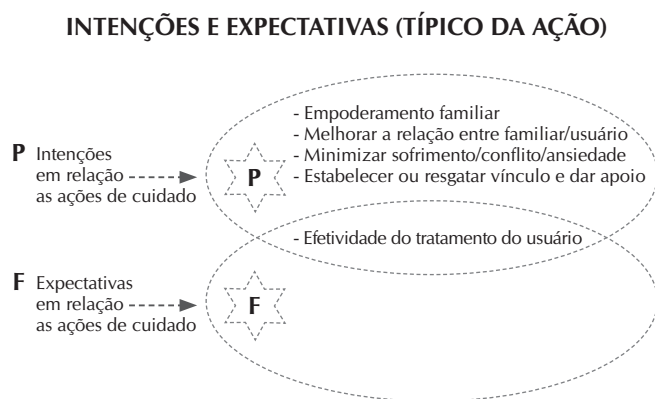 INTENÇÕES E EXPECTATIVAS (TÍPICO DA AÇÃO)
- Empoderamento familiar
- Melhorar a relação entre familiar/usuário
- Minimizar sofrimento/conflito/ansiedade
- Estabelecer ou resgatar vínculo e dar apoio
P Intenções
em relação
as ações de cuidado
P
- Efetividade do tratamento do usuário
F Expectativas
em relação
as ações de cuidado
F